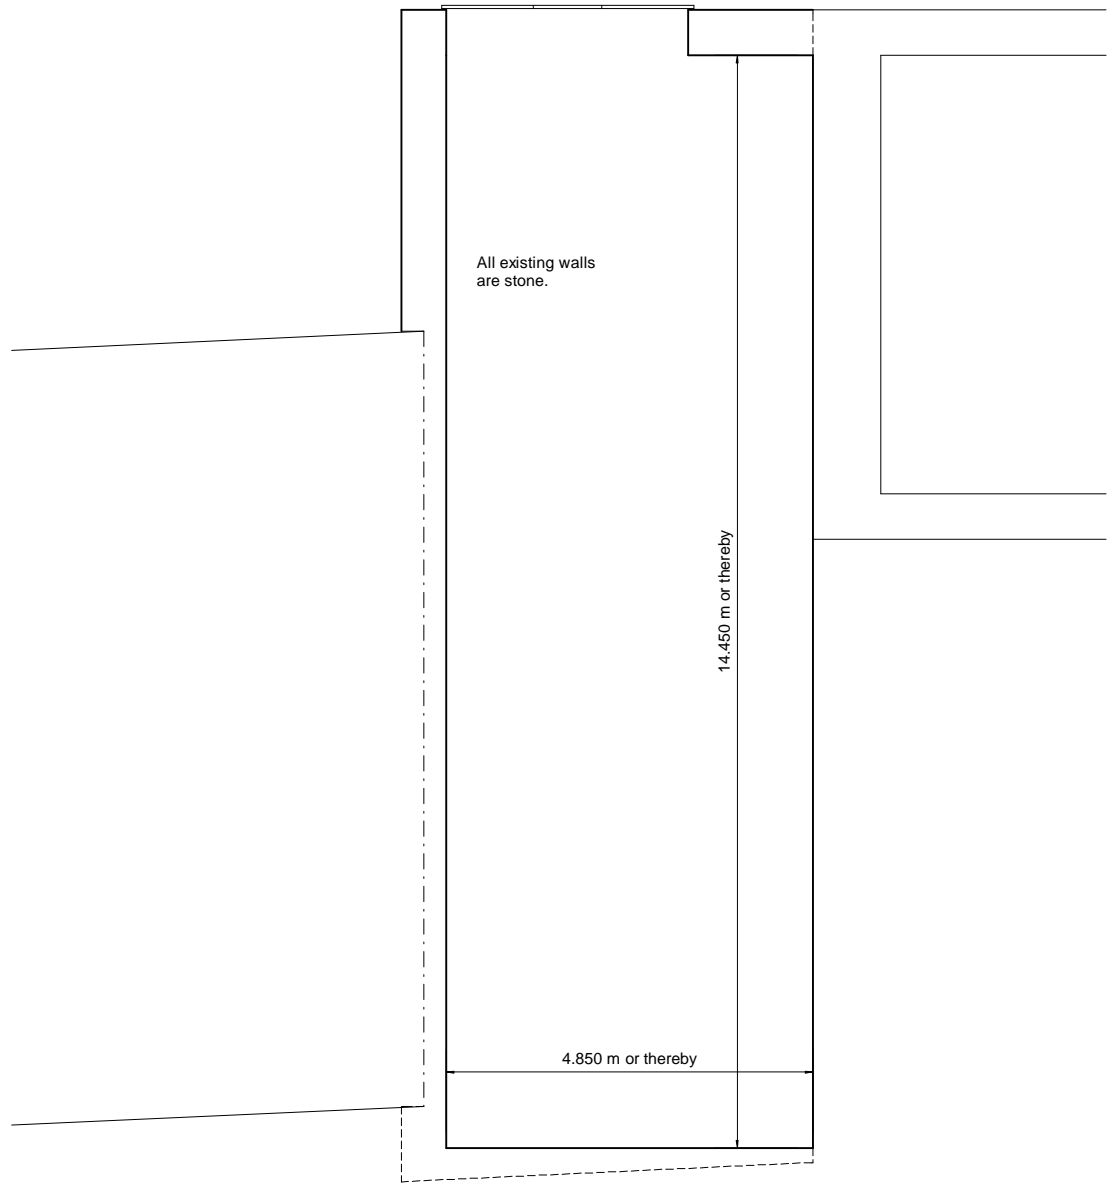 All existing walls
are stone.
14.450 m or thereby
4.850 m or thereby